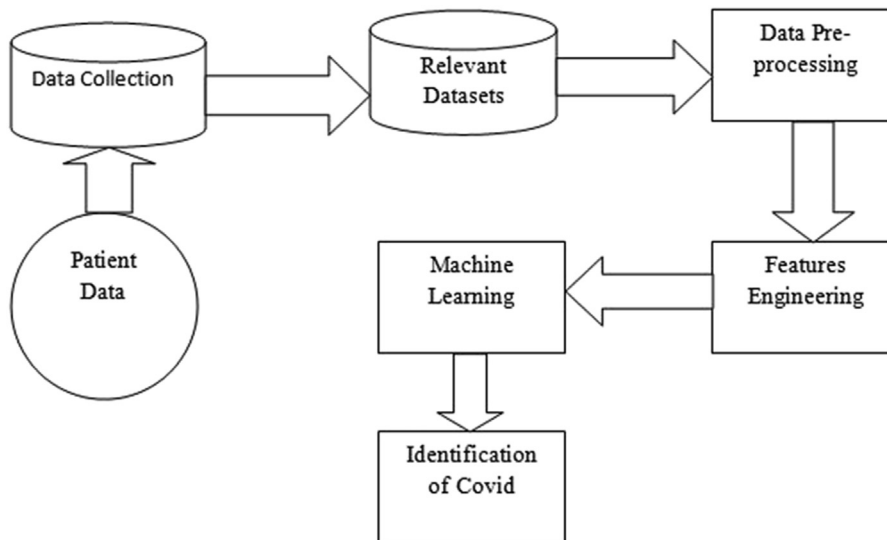 Data Collection
Relevant
Datasets
Data Pre-
processing
Patient
Data
Machine
Learning
Features
Engineering
Identification
of Covid